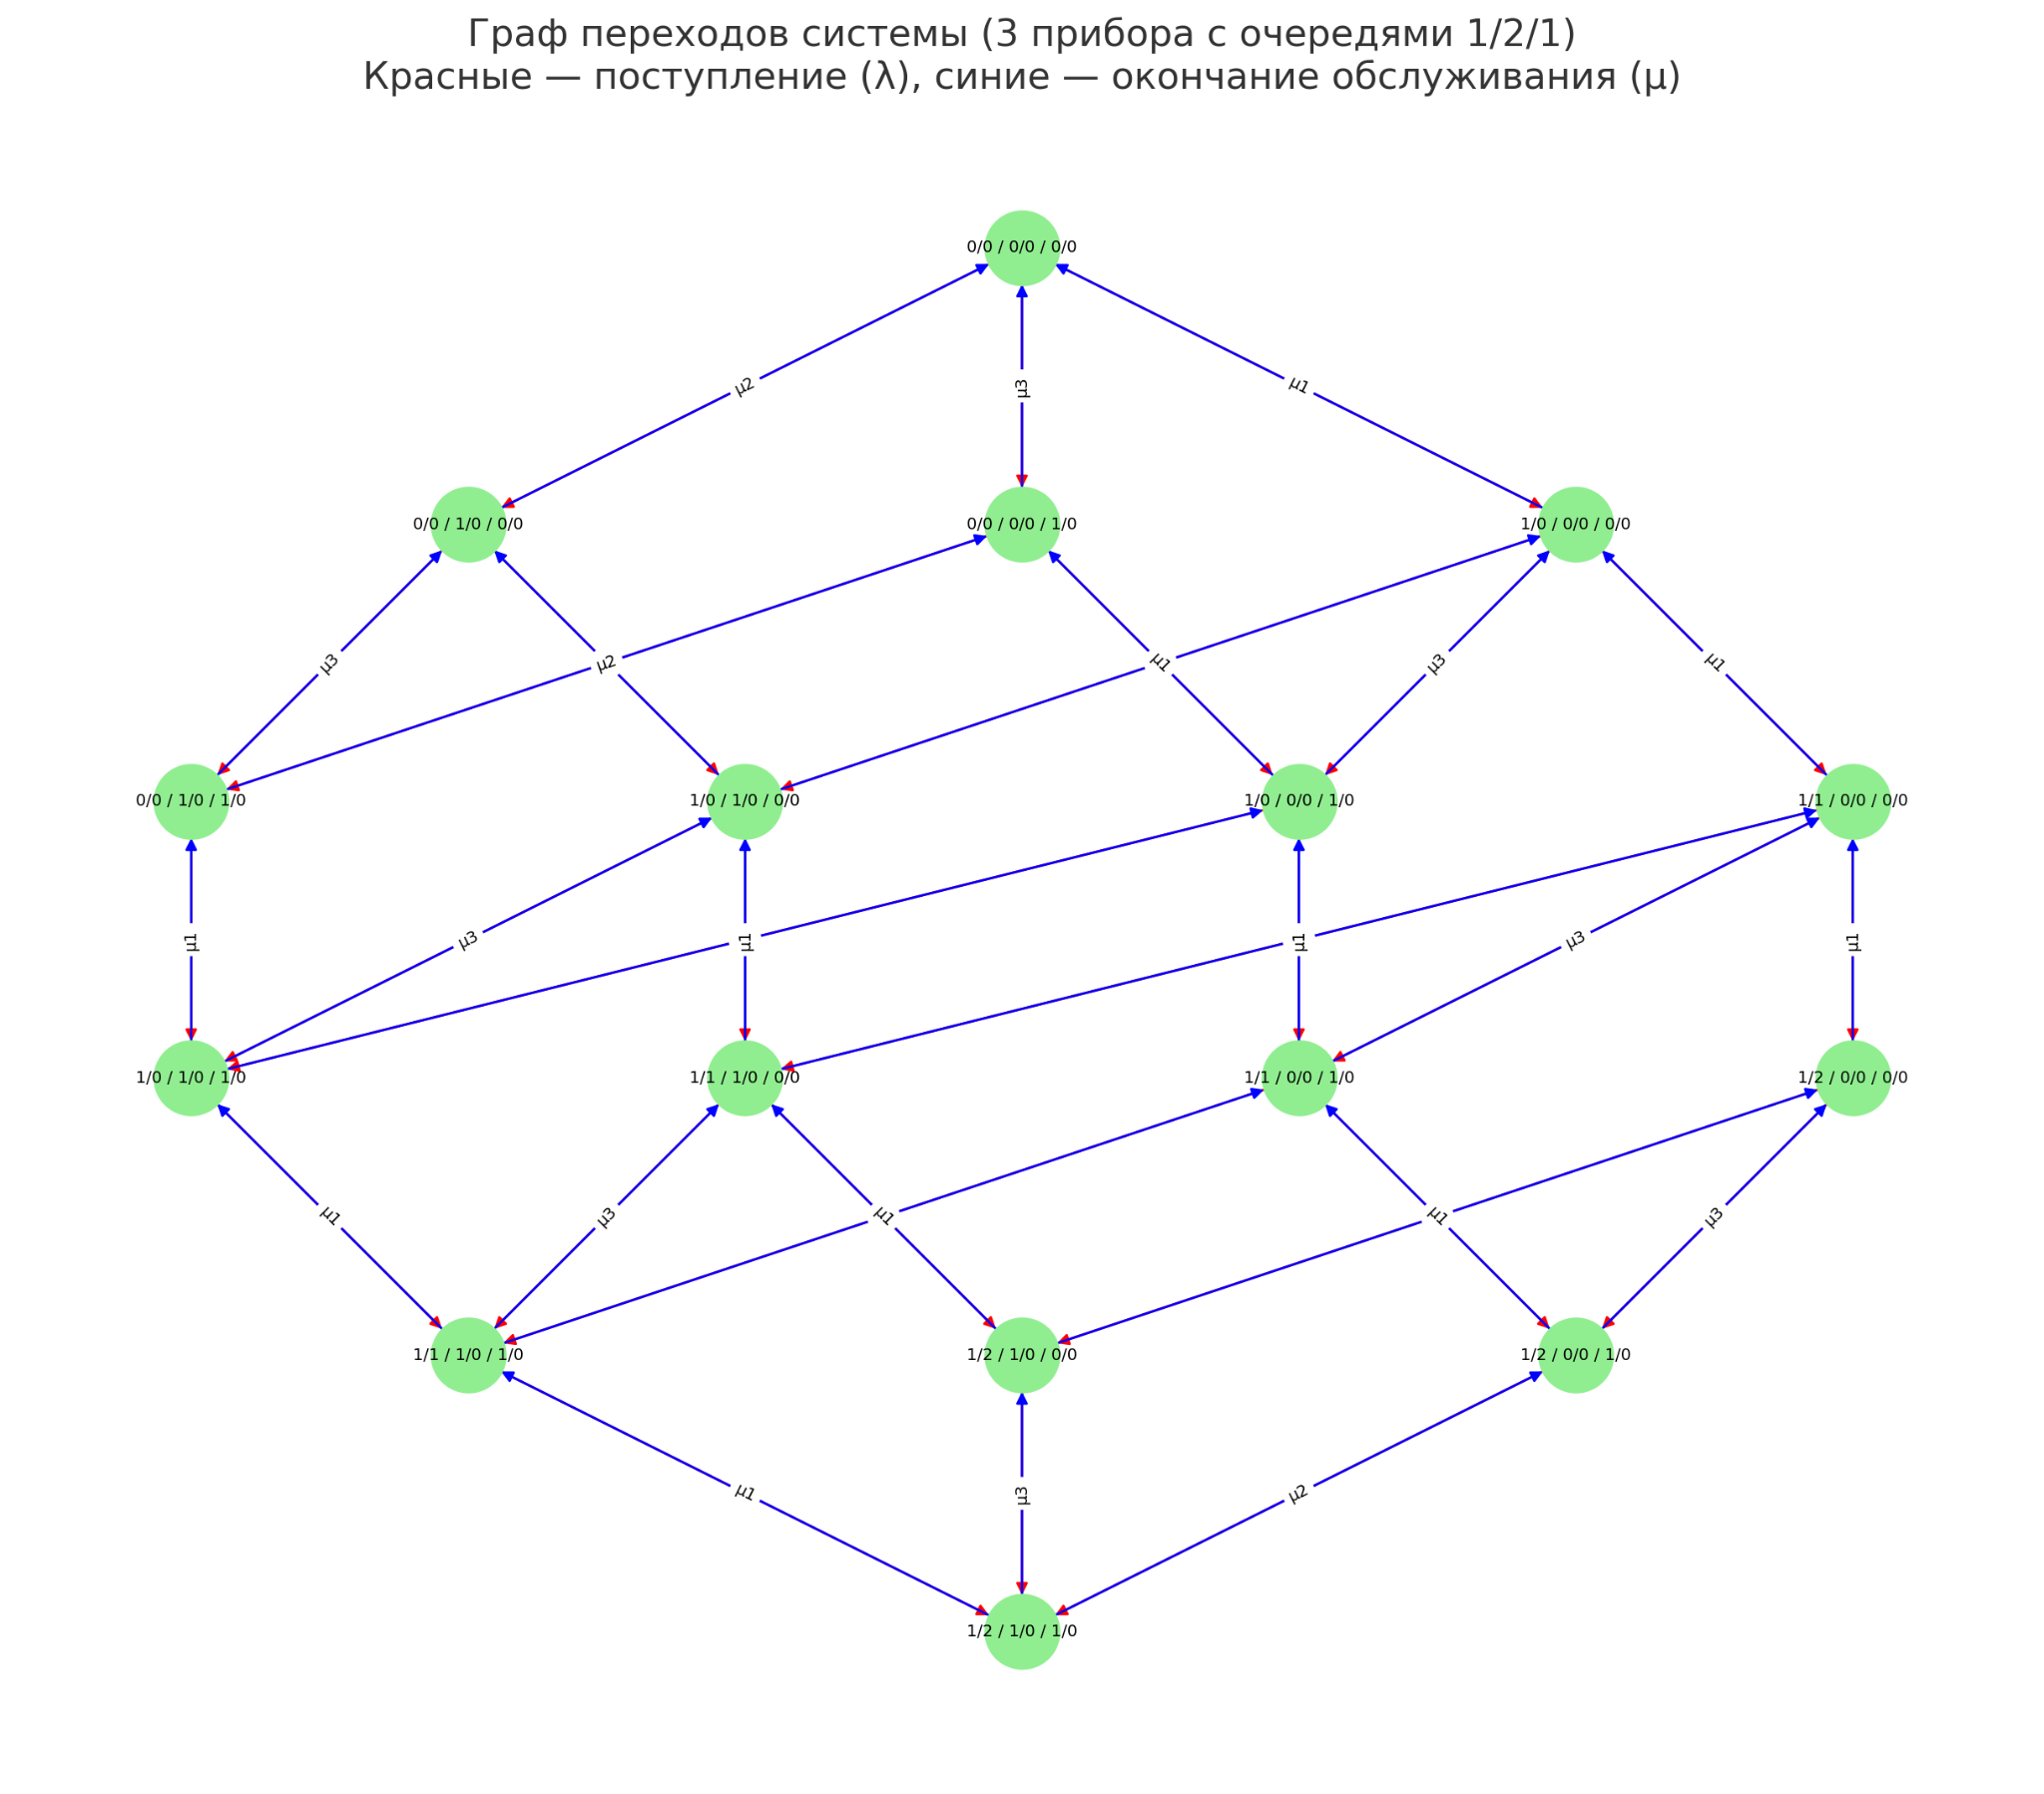 Граф переходов системы (3 прибора с очередями 1/2/1)
Красные — поступление (λ), синие — окончание обслуживания (μ)
0/0 / 0/0 / 0/0
μ2
μ3
μ1
0/0 / 1/0 / 0/0
0/0 / 0/0 / 1/0
1/0 / 0/0 / 0/0
μ3
μ2
μ1
μ3
μ1
0/0 / 1/0 / 1/0
1/0 / 1/0 / 0/0
1/0 / 0/0 / 1/0
1/1 / 0/0 / 0/0
μ1
μ3
μ1
μ1
μ3
μ1
1/0 / 1/0 / 1/0
1/1 / 1/0 / 0/0
1/1 / 0/0 / 1/0
1/2 / 0/0 / 0/0
μ1
μ3
μ1
μ1
μ3
1/1 / 1/0 / 1/0
1/2 / 1/0 / 0/0
1/2 / 0/0 / 1/0
μ1
μ3
μ2
1/2 / 1/0 / 1/0